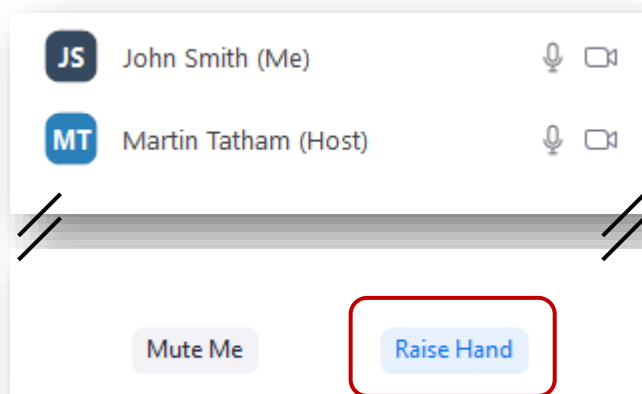 JS John Smith (Me)
MT Martin Tatham (Host)
Mute Me Raise Hand